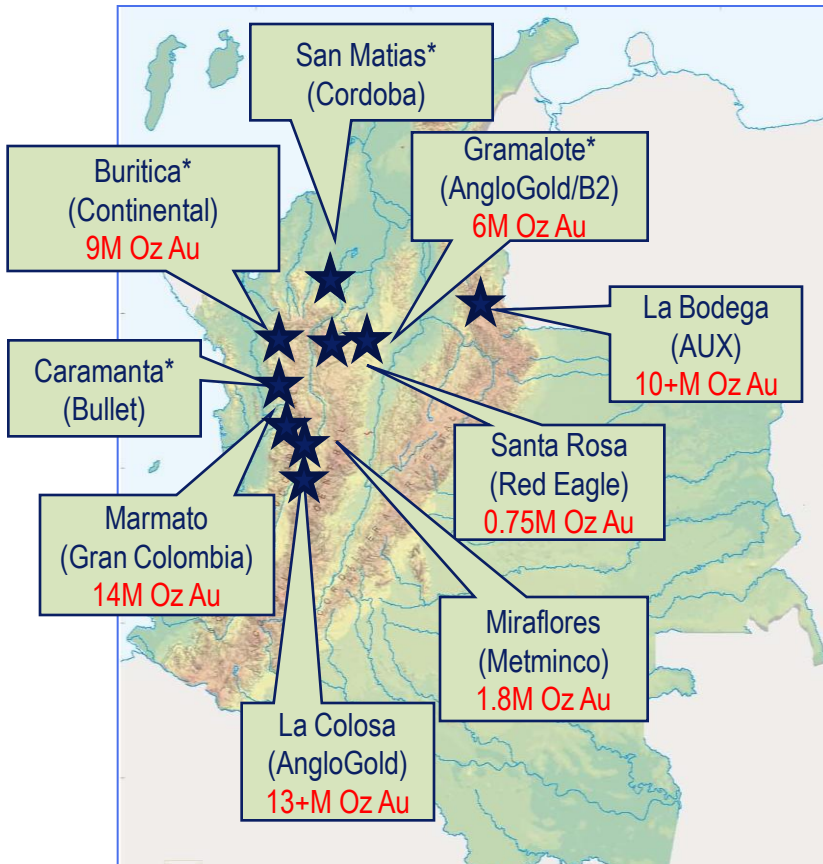 San Matias*
(Cordoba)
Gramalote*
(AngloGold/B2)
6M Oz Au
Buritica*
(Continental)
9M Oz Au
La Bodega
(AUX)
10+M Oz Au
Caramanta*
(Bullet)
Santa Rosa
(Red Eagle)
0.75M Oz Au
Marmato
(Gran Colombia)
14M Oz Au
Miraflores
(Metminco)
1.8M Oz Au
La Colosa
(AngloGold)
13+M Oz Au